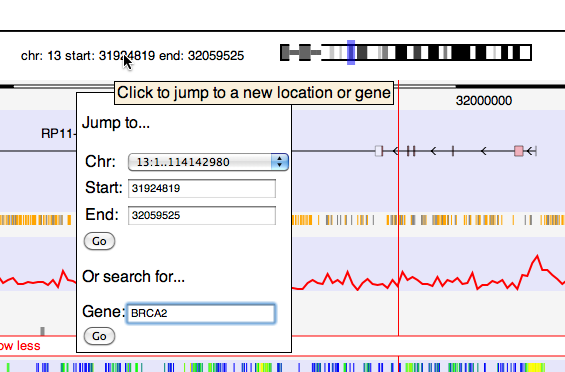 chr: 13 start: 31924819 end: 32059525
Click to jump to a new location or gene
32000000
Jump to...
RP11-
Chr: 13:1..114142980
Start: 31924819
End: 32059525
Go
Or search for...
Gene: BRCA2
Go
ow less